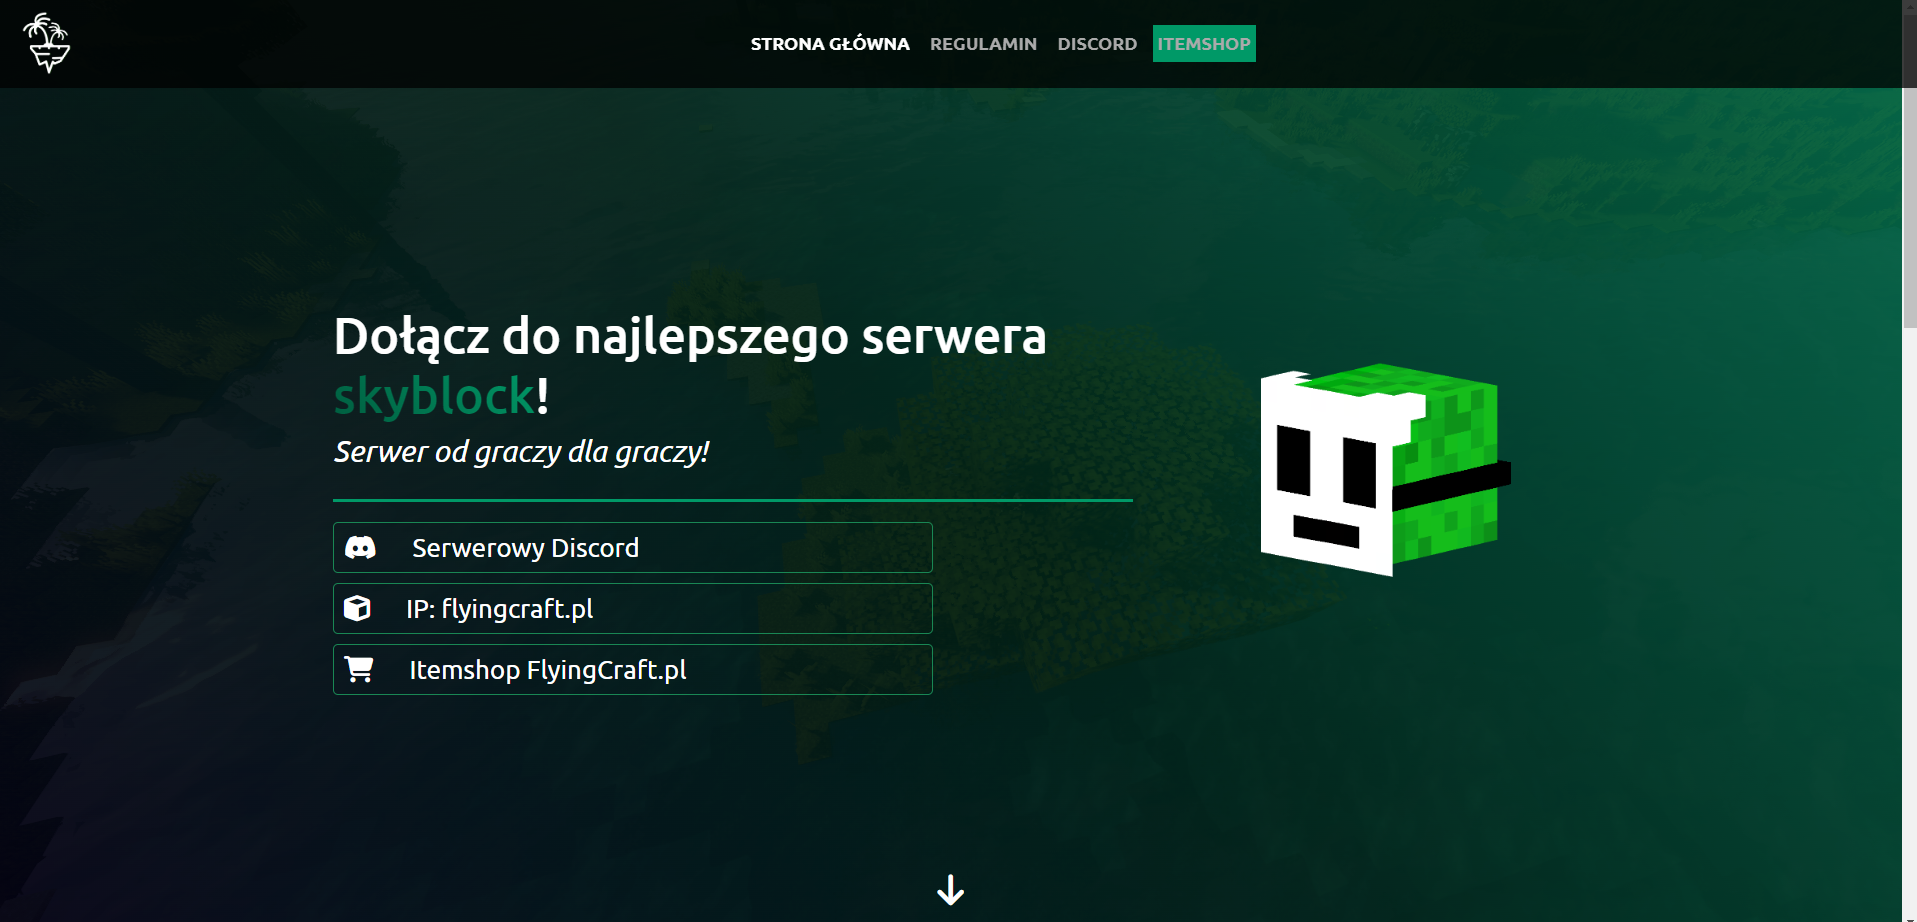 STRONA GŁÓWNA REGULAMIN DISCORD ITEMSHOP
Dołącz do najlepszego serwera
skyblock!
Serwer od graczy dla graczy!
Serwerowy Discord
IP: flyingcraft.pl
Itemshop FlyingCraft.pl